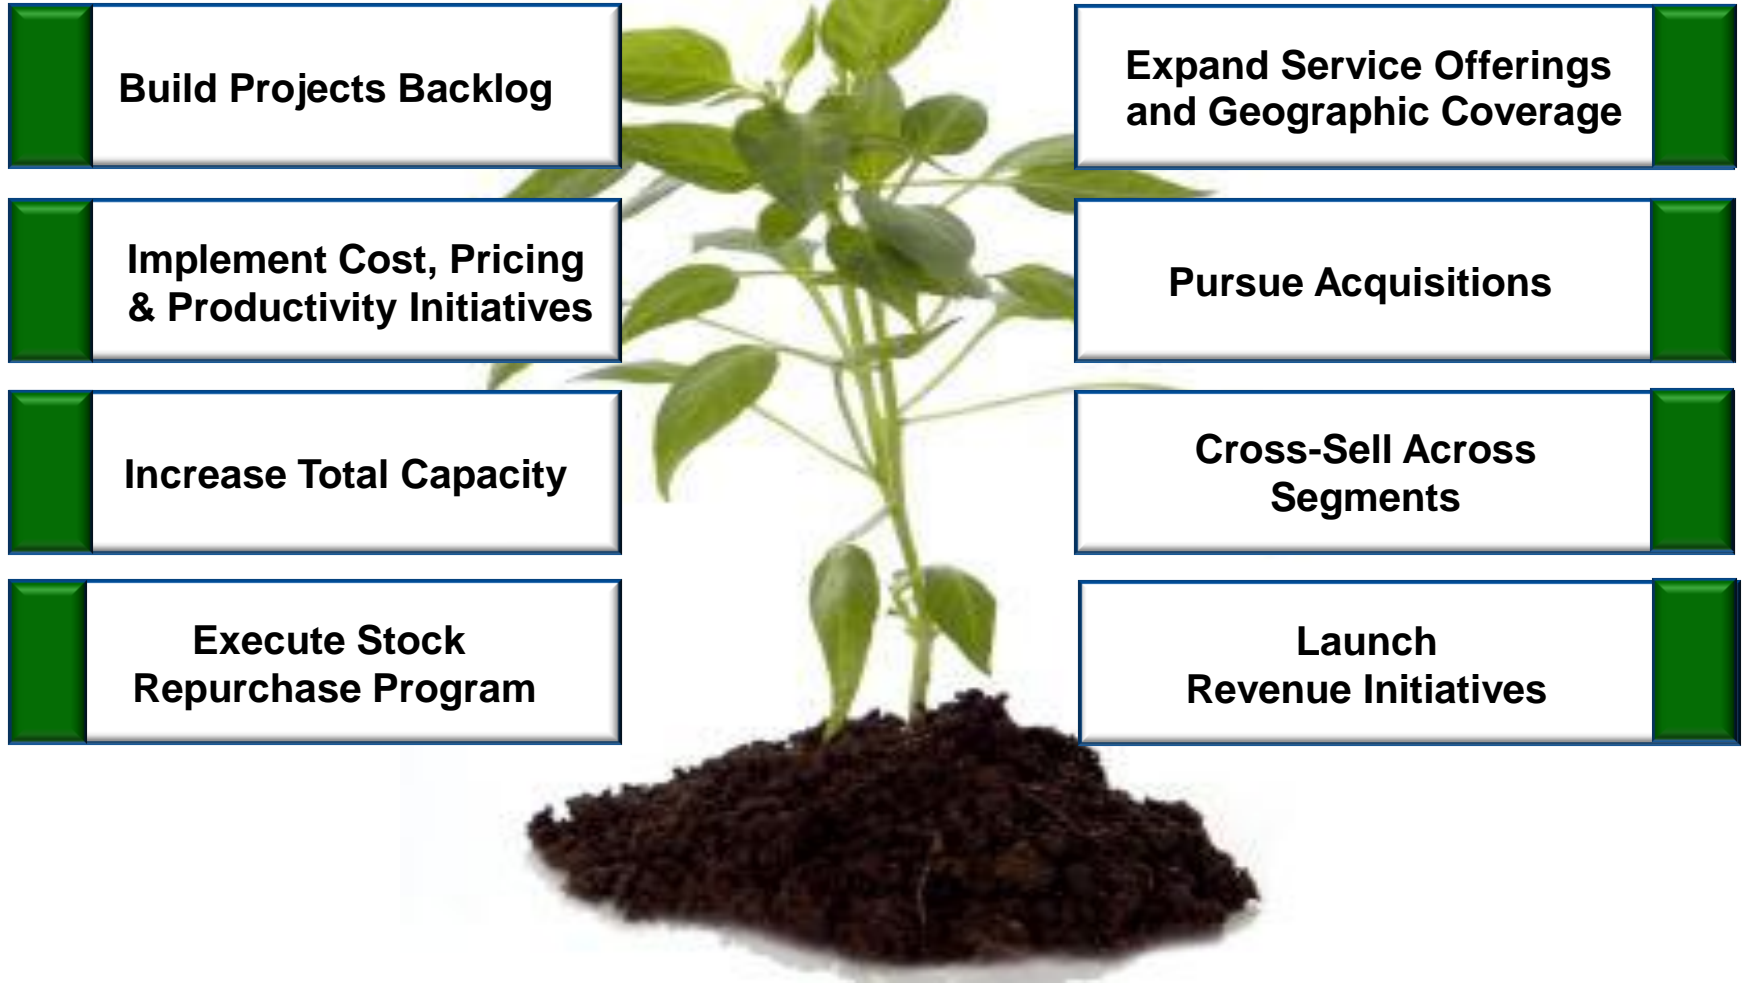 Build Projects Backlog
Implement Cost, Pricing
& Productivity Initiatives
Increase Total Capacity
Execute Stock
Repurchase Program
Expand Service Offerings
and Geographic Coverage
Pursue Acquisitions
Cross-Sell Across
Segments
Launch
Revenue Initiatives